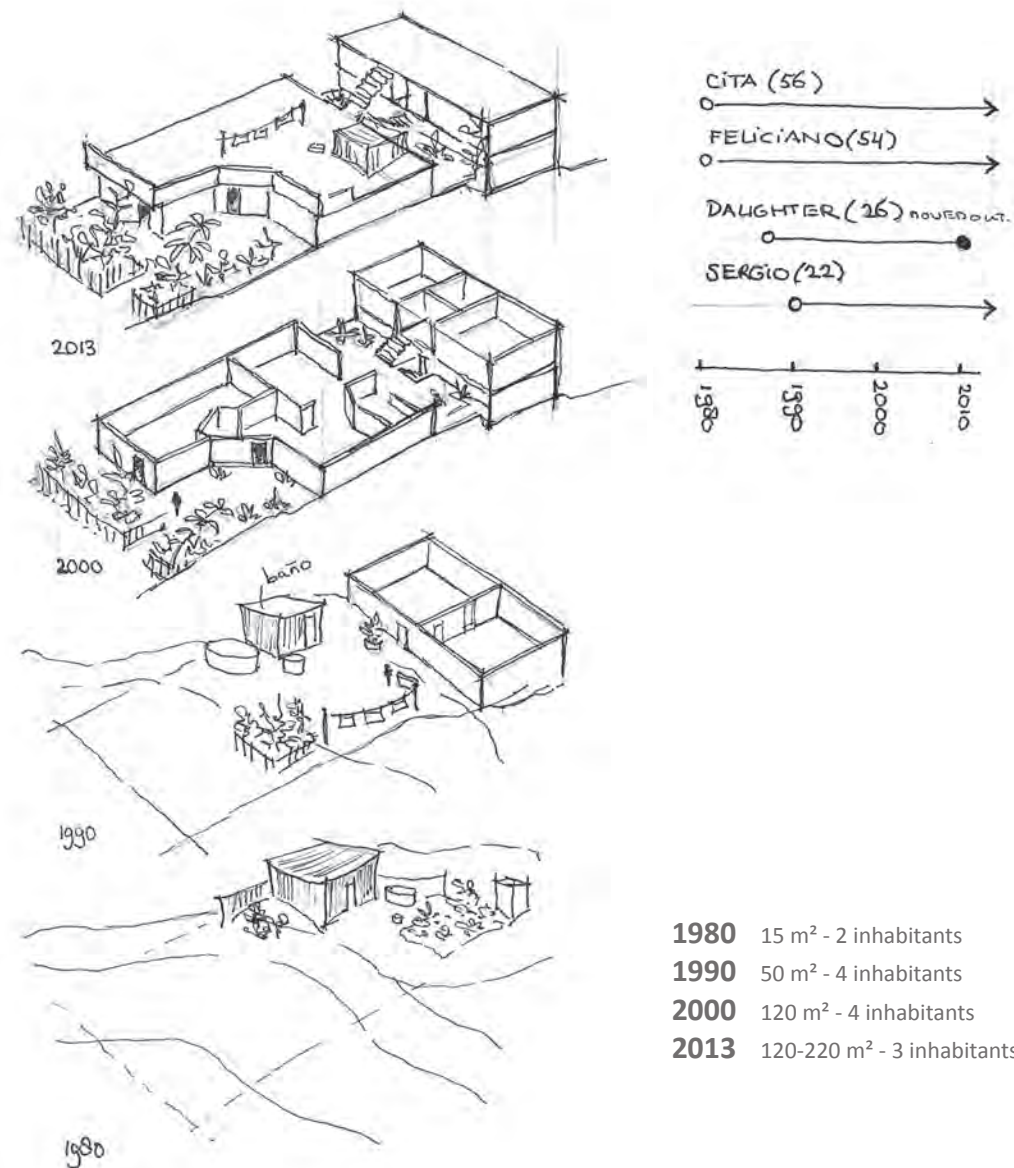 2013
2000
baño
1990
1980
CiTA (56)
FELiCiANO (54)
DAUGHTER (26) MOVED OUT.
SERGiO (22)
1980
1990
2000
2010
1980 15 m² - 2 inhabitants
1990 50 m² - 4 inhabitants
2000 120 m² - 4 inhabitants
2013 120-220 m² - 3 inhabitants